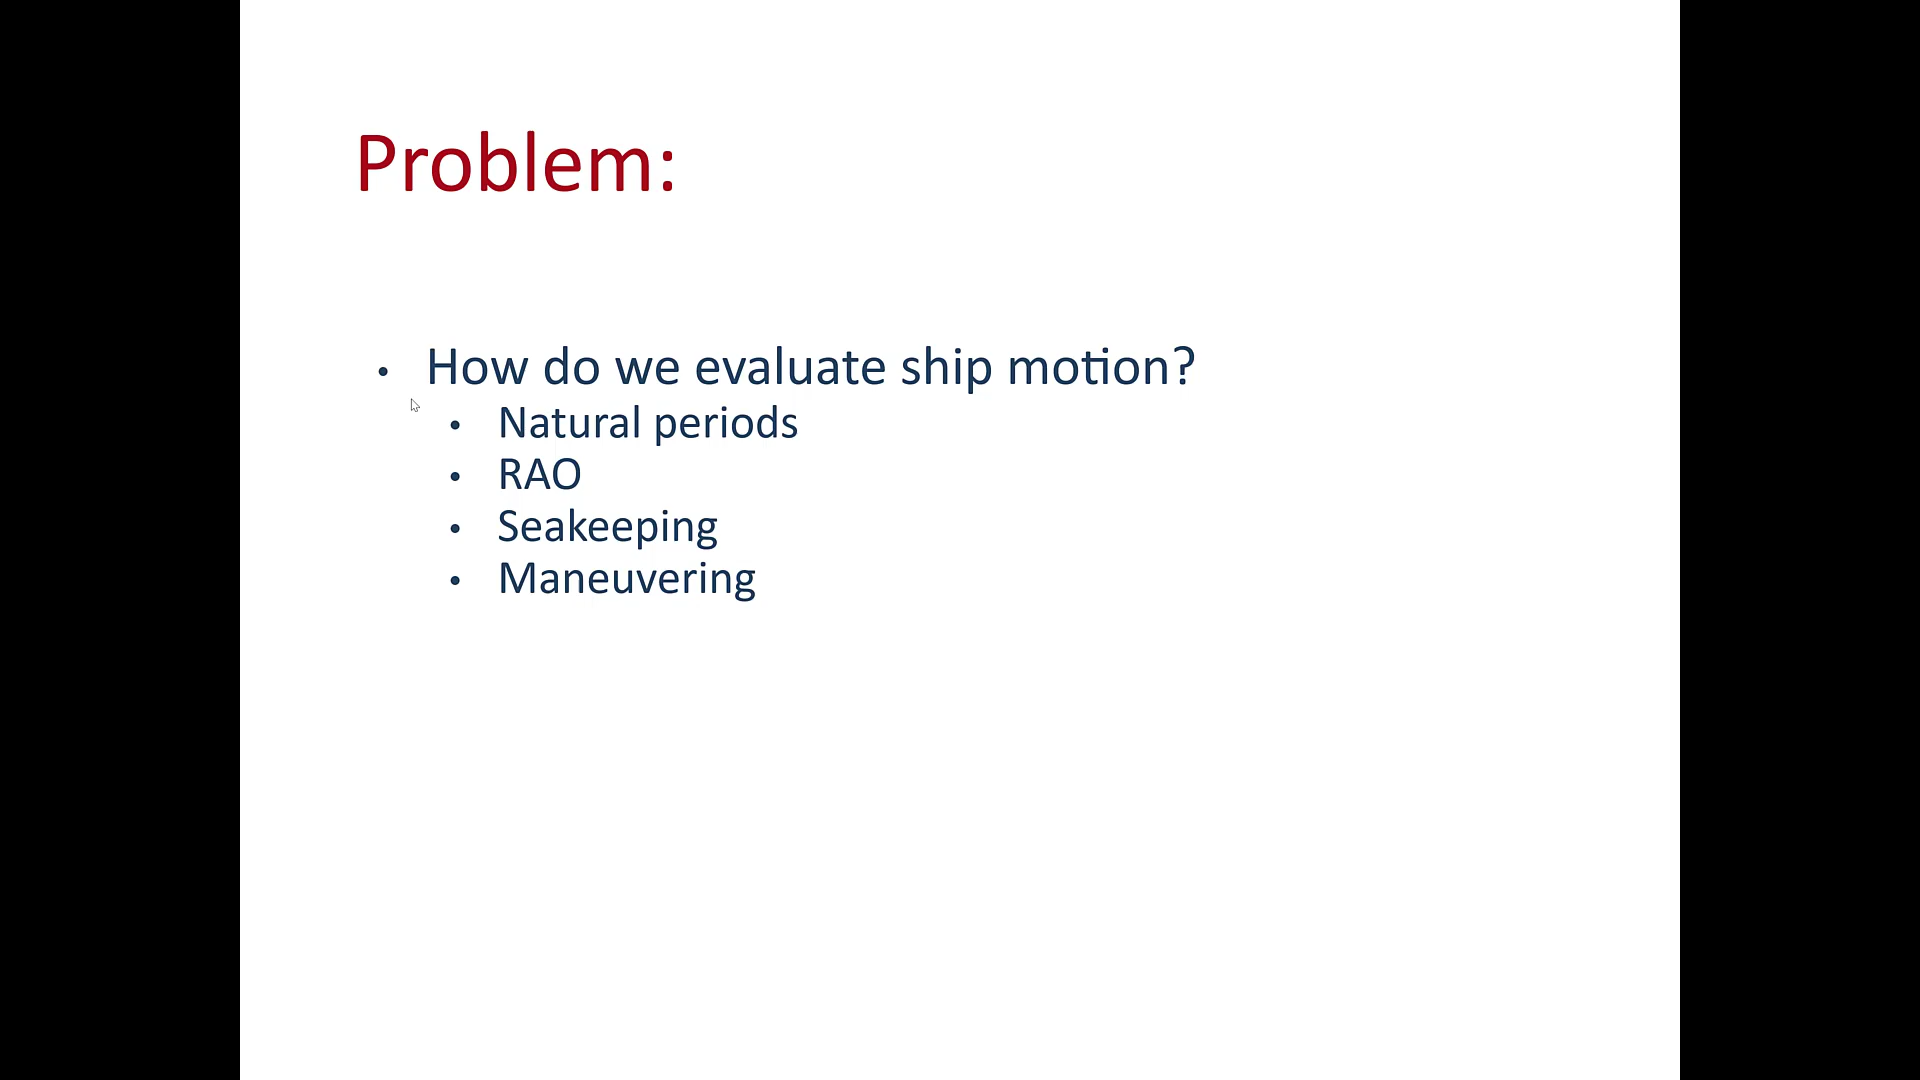 Problem:
• How do we evaluate ship motion?
• Natural periods
• RAO
• Seakeeping
• Maneuvering